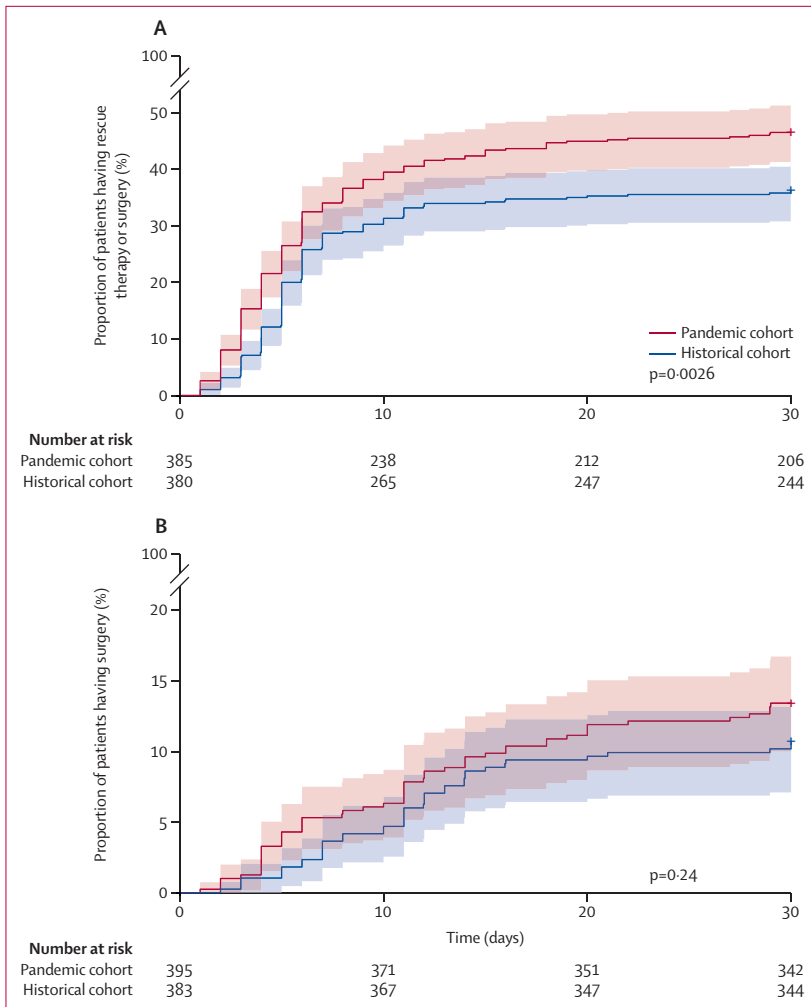 A
100
50
40
30
20
10
0
Proportion of patients having rescue
therapy or surgery (%)
Pandemic cohort
Historical cohort
p=0·0026
0 10 20 30
Number at risk
Pandemic cohort 385 238 212 206
Historical cohort 380 265 247 244
B
100
20
15
10
5
0
Proportion of patients having surgery (%)
p=0·24
0 10 20 30
Time (days)
Number at risk
Pandemic cohort 395 371 351 342
Historical cohort 383 367 347 344